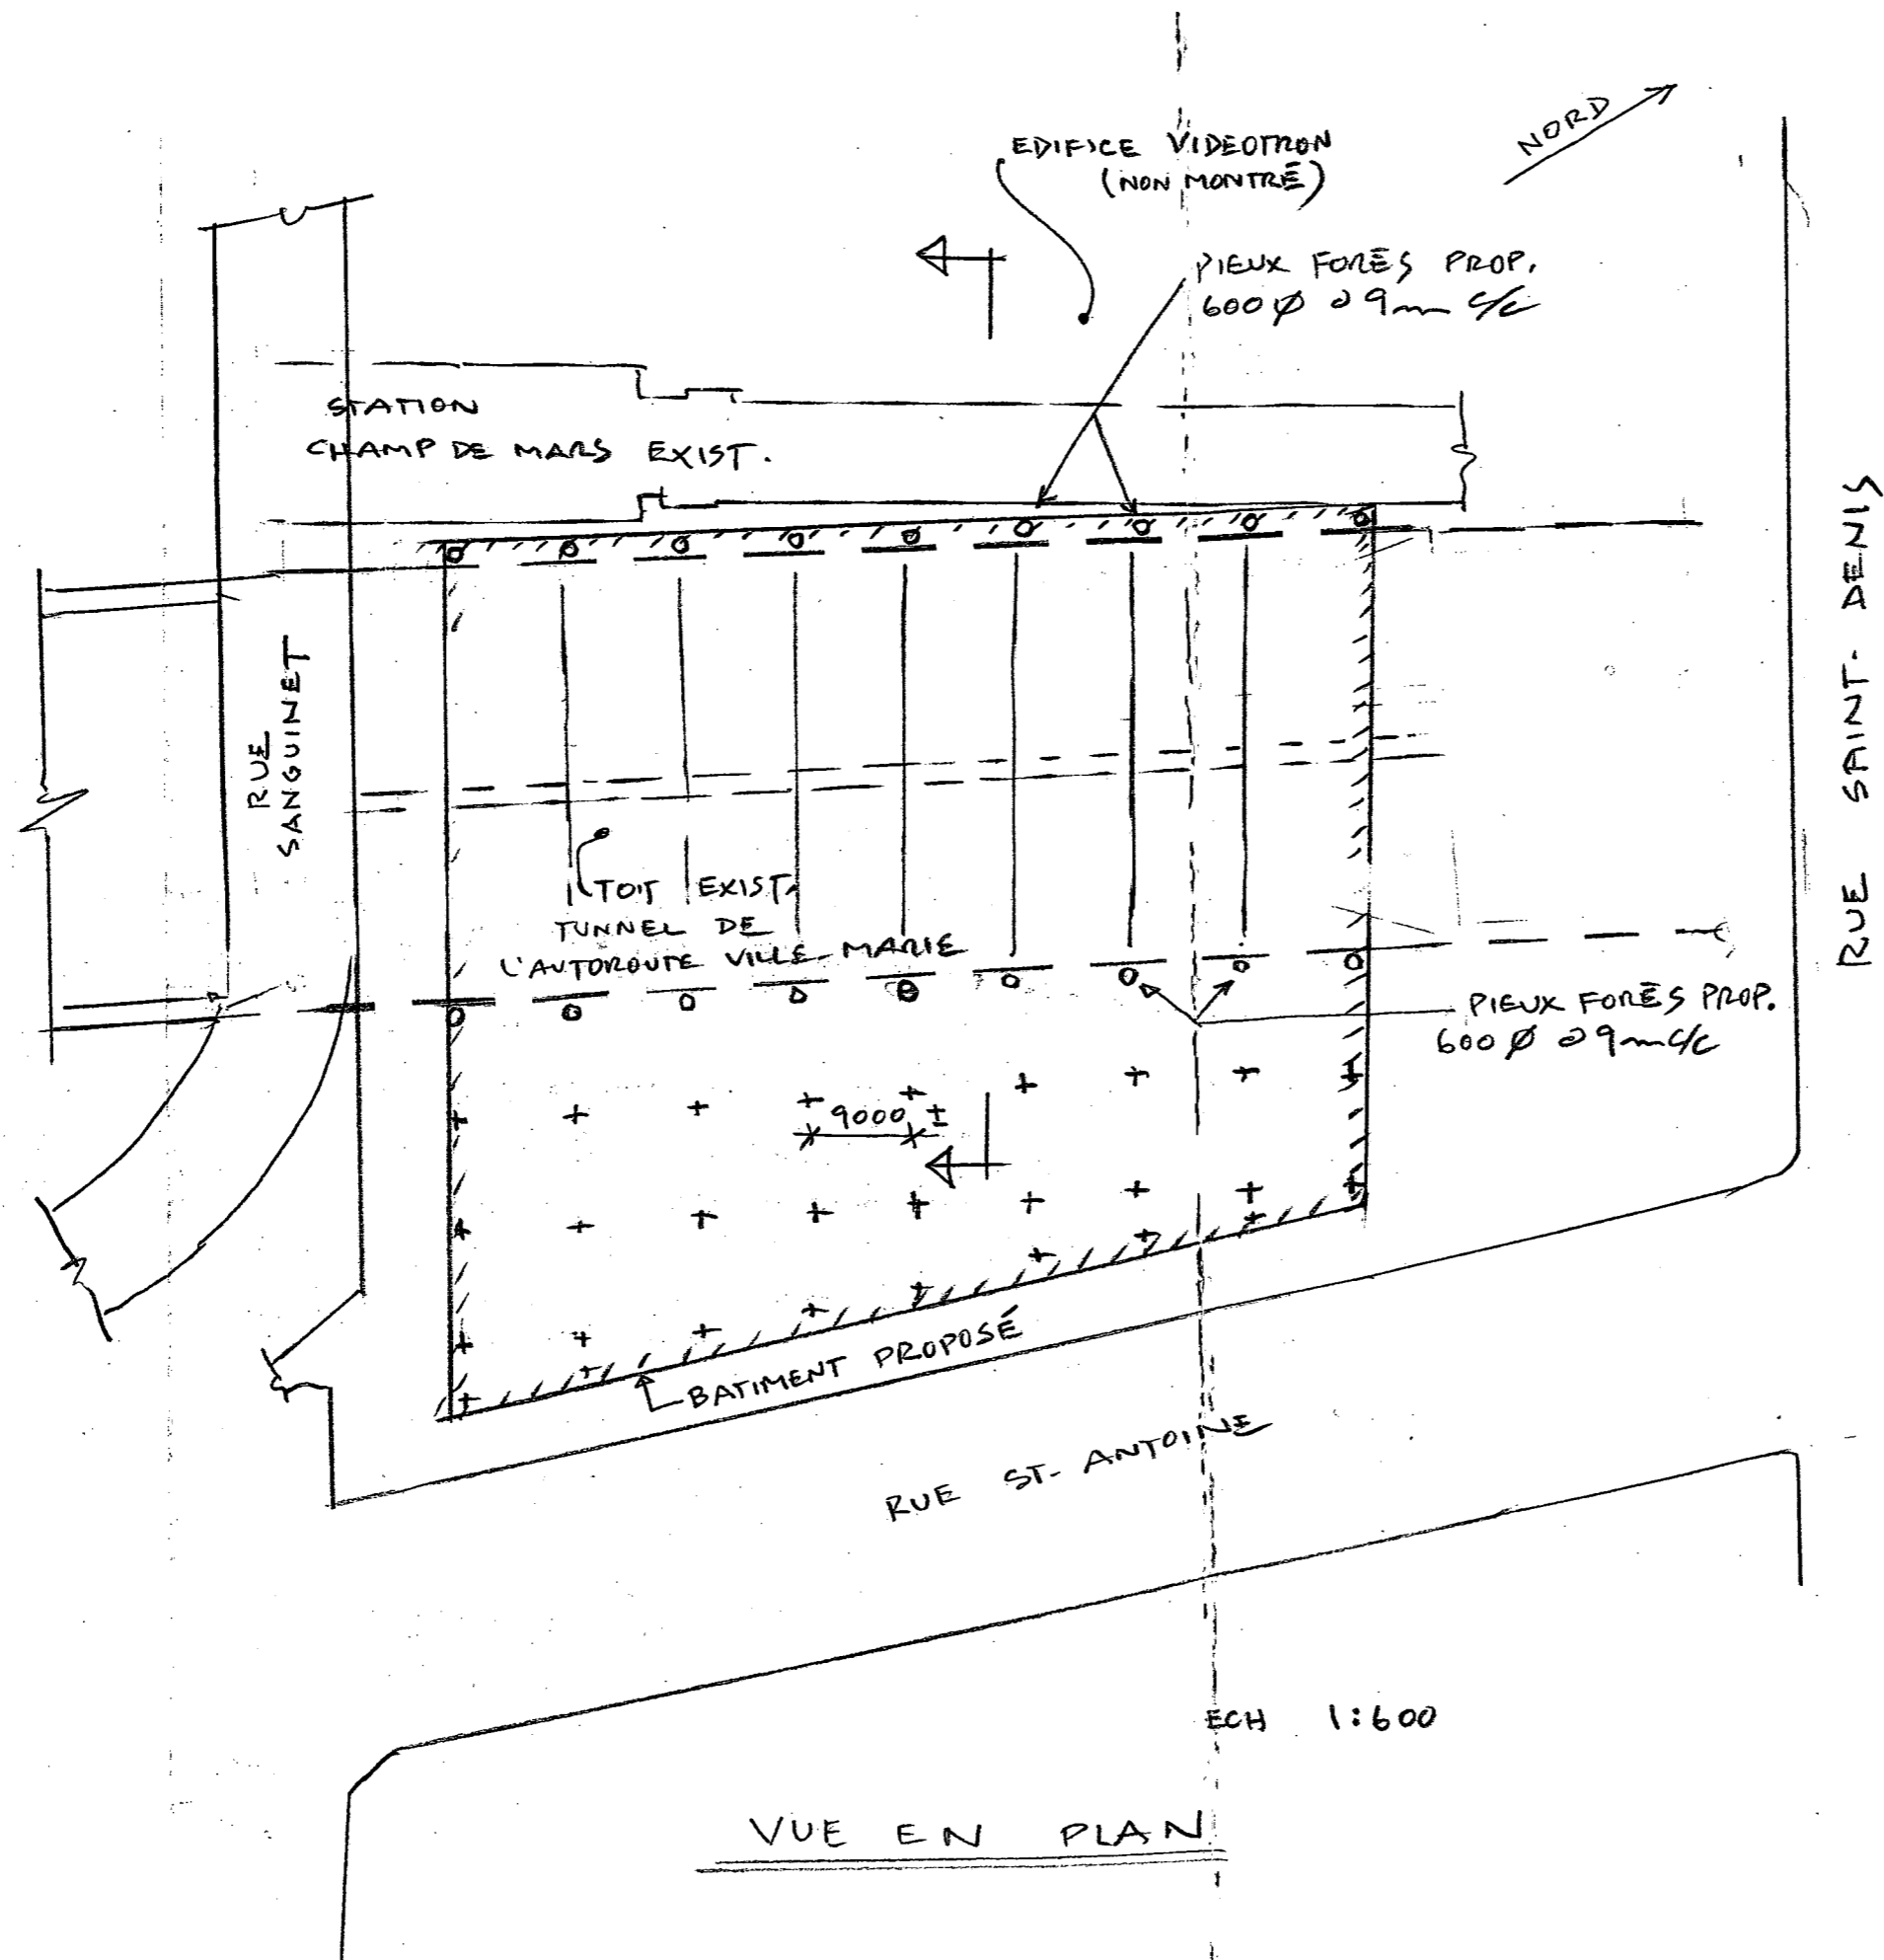 NORD
EDIFICE VIDEOTRON
(NON MONTRÉ)
PIEUX FORÉS PROP.
600 Ø @ 9m c/c
STATION
CHAMP DE MARS EXIST.
RUE SAINT-DENIS
RUE
SANGUINET
TOIT EXIST.
TUNNEL DE
L'AUTOROUTE VILLE-MARIE
PIEUX FORÉS PROP.
600 Ø @ 9m c/c
9000 ±
BATIMENT PROPOSÉ
RUE ST-ANTOINE
ECH 1:600
VUE EN PLAN